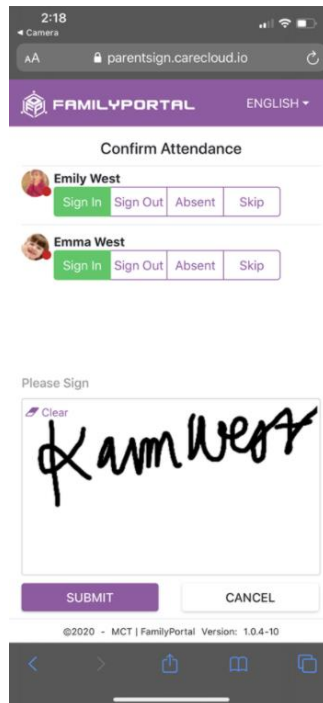 2:18
◀ Camera
AA parentsign.carecloud.io
FAMILYPORTAL ENGLISH ▾
Confirm Attendance
Emily West
Sign In Sign Out Absent Skip
Emma West
Sign In Sign Out Absent Skip
Please Sign
Clear
West
SUBMIT CANCEL
©2020 - MCT | FamilyPortal Version: 1.0.4-10